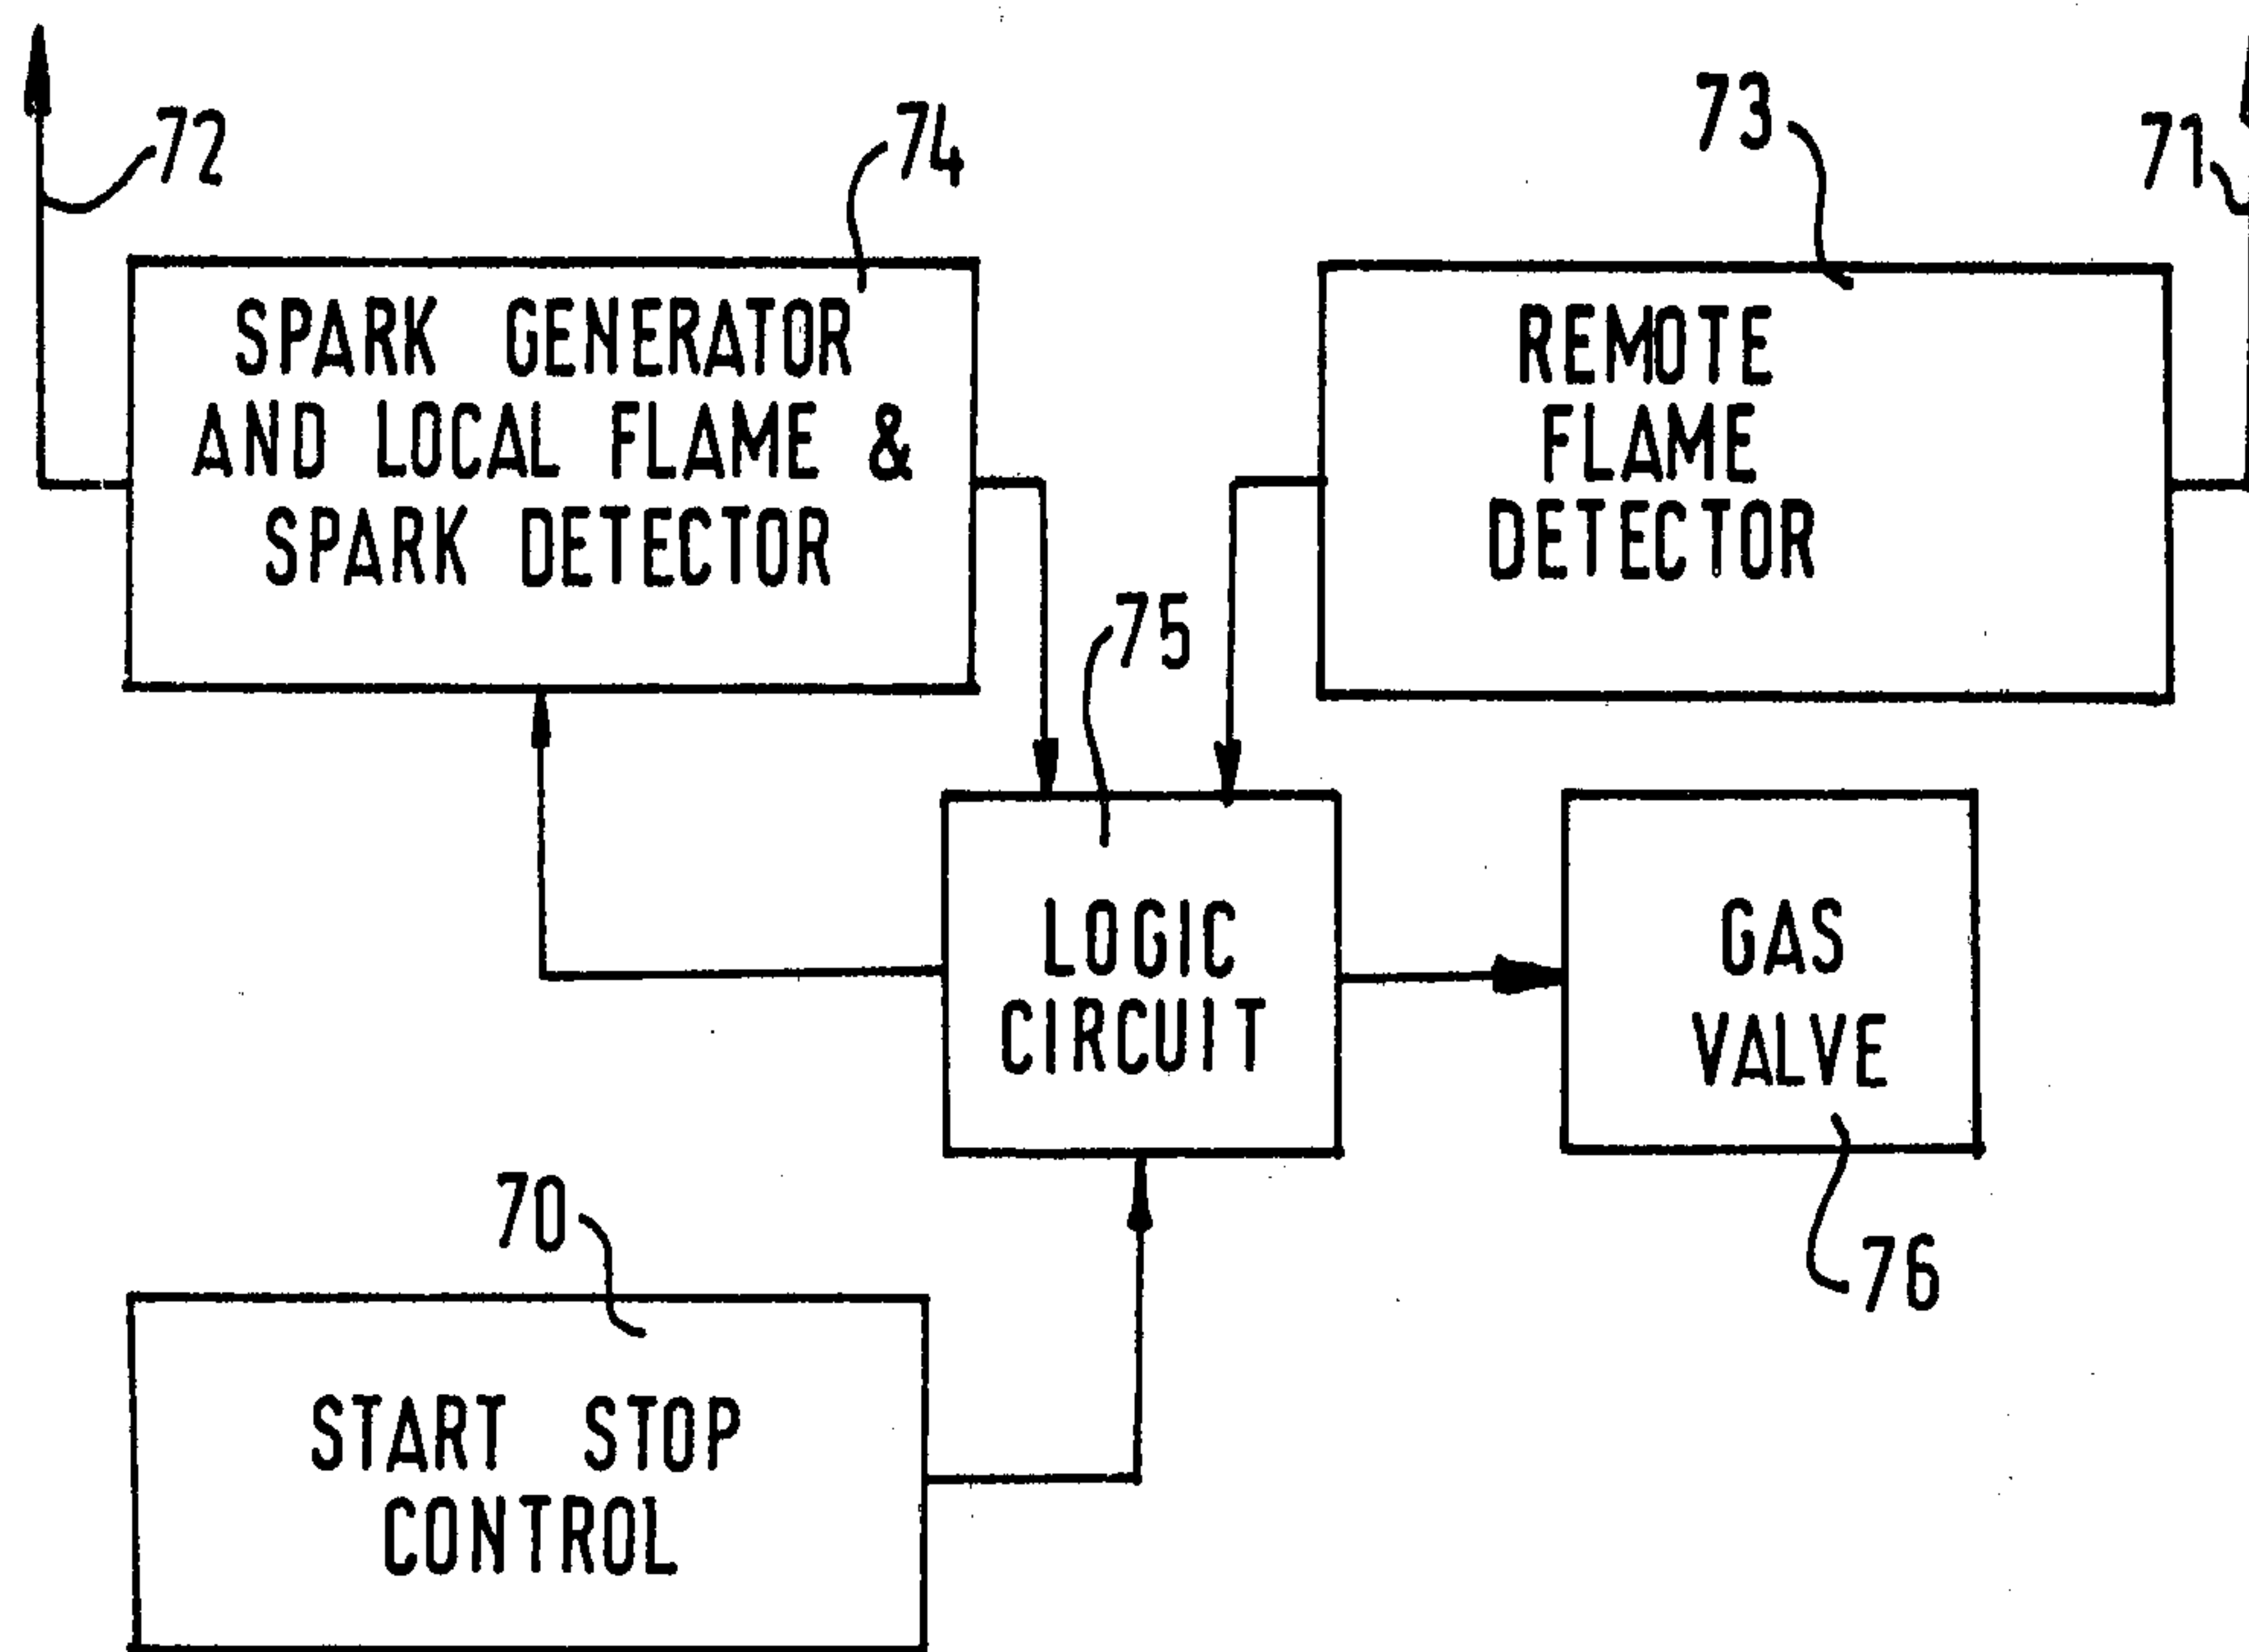 72
74
73
71
SPARK GENERATOR
AND LOCAL FLAME &
SPARK DETECTOR
REMOTE
FLAME
DETECTOR
75
LOGIC
CIRCUIT
GAS
VALVE
76
70
START STOP
CONTROL